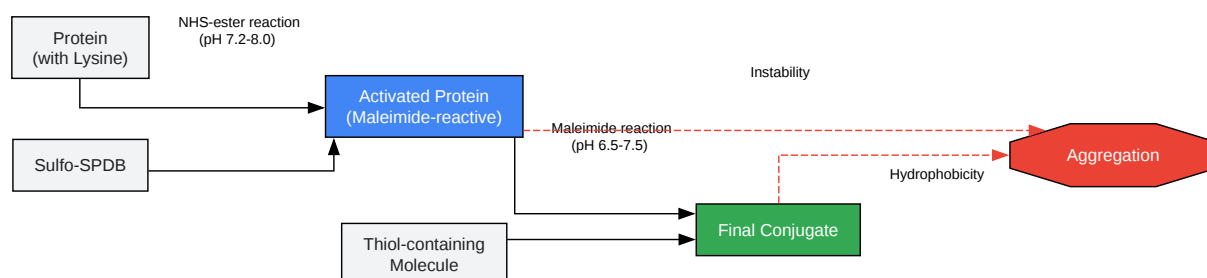 NHS-ester reaction
(pH 7.2-8.0)
Protein
(with Lysine)
Instability
Activated Protein
(Maleimide-reactive)
Maleimide reaction
(pH 6.5-7.5)
Aggregation
Sulfo-SPDB
Hydrophobicity
Final Conjugate
Thiol-containing
Molecule